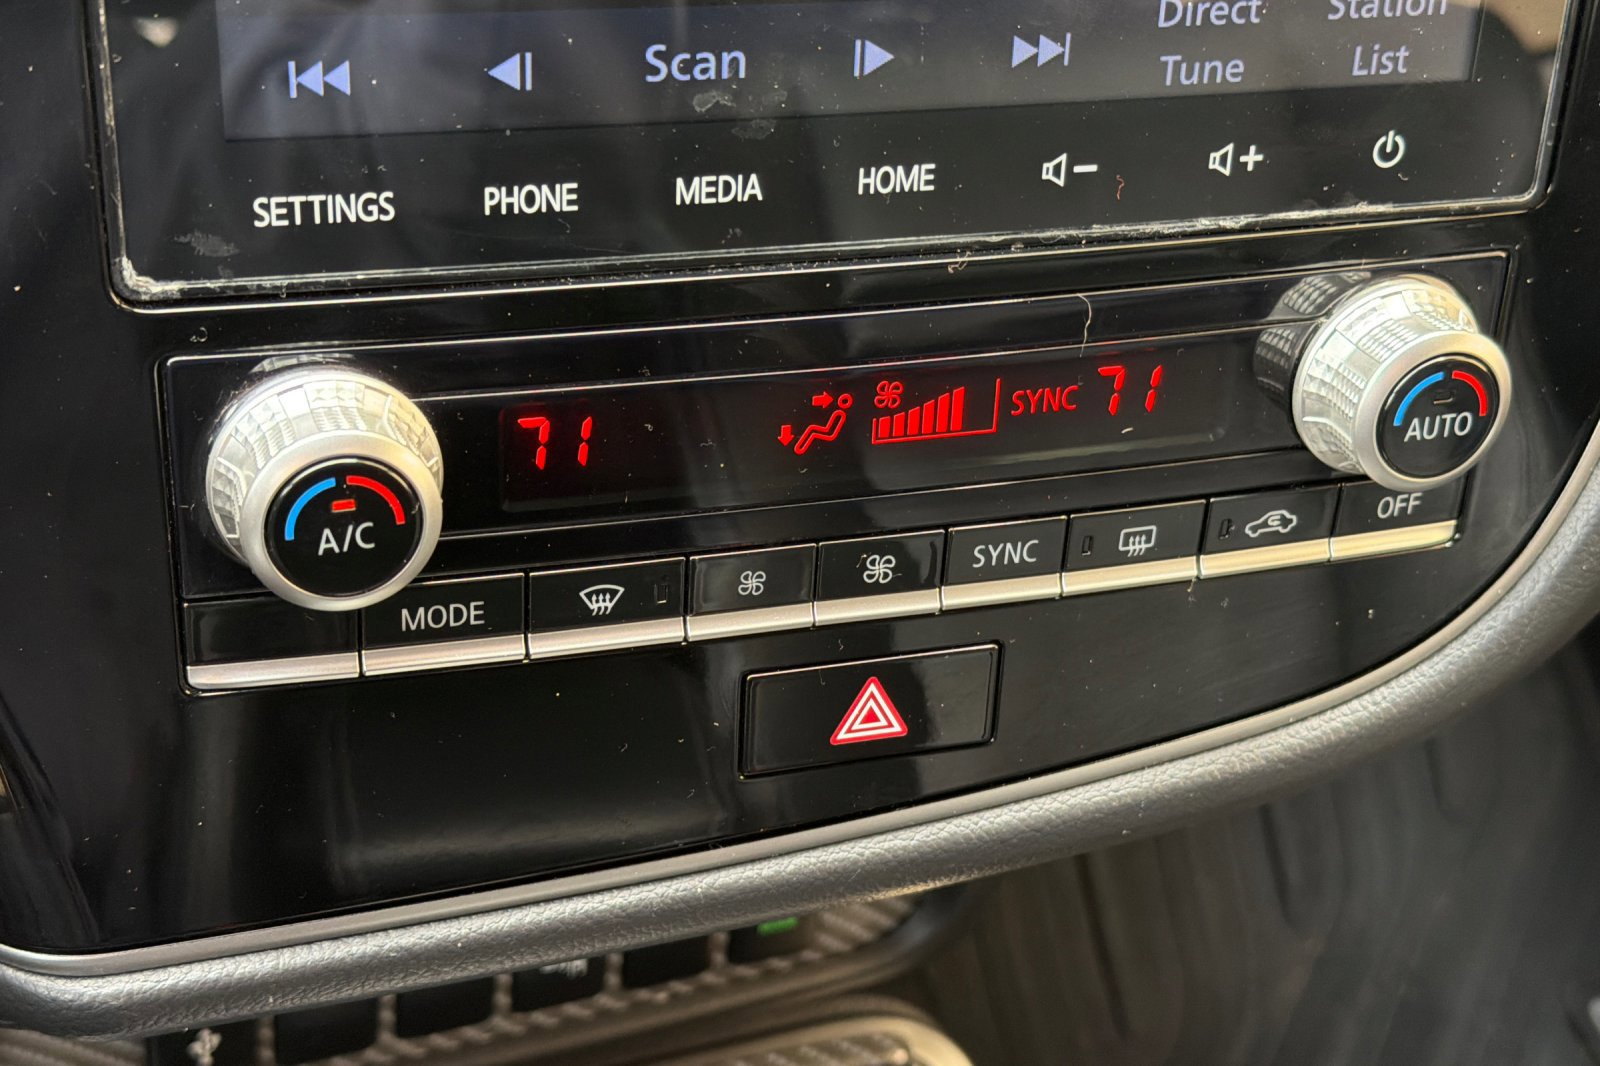 Direct Station
Scan Tune List
SETTINGS PHONE MEDIA HOME
71 SYNC 71
A/C AUTO
MODE SYNC OFF